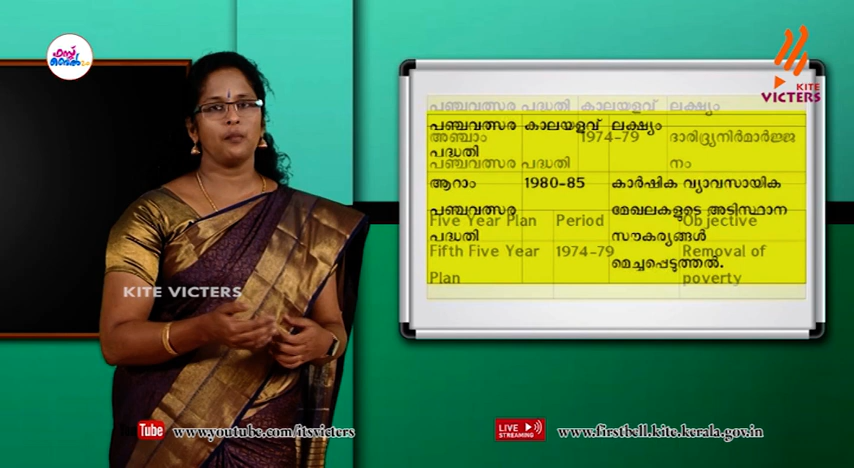 ഫസ്റ്റ്
ബെൽ 2.0
KITE
VICTERS
പഞ്ചവത്സര പദ്ധതി കാലയളവ് ലക്ഷ്യം
പഞ്ചവത്സര കാലയളവ് ലക്ഷ്യം
പദ്ധതി
അഞ്ചാം 1974-79 ദാരിദ്ര്യനിർമാർജ്ജ
പഞ്ചവത്സര പദ്ധതി നം
ആറാം 1980-85 കാർഷിക വ്യാവസായിക
പഞ്ചവത്സര മേഖലകളുടെ അടിസ്ഥാന
പദ്ധതി സൗകര്യങ്ങൾ
മെച്ചപ്പെടുത്തൽ.
Five Year Plan Period Objective
Fifth Five Year 1974-79 Removal of
Plan poverty
KITE VICTERS
Tube www.youtube.com/itsvicters
LIVE
STREAMING www.firstbell.kite.kerala.gov.in